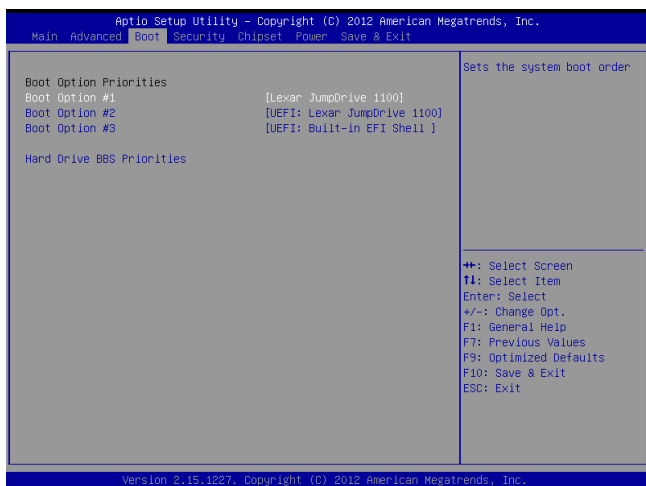 Aptio Setup Utility – Copyright (C) 2012 American Megatrends, Inc.
Main Advanced Boot Security Chipset Power Save & Exit
Boot Option Priorities
Boot Option #1 [Lexar JumpDrive 1100]
Boot Option #2 [UEFI: Lexar JumpDrive 1100]
Boot Option #3 [UEFI: Built-in EFI Shell ]
Hard Drive BBS Priorities
Sets the system boot order
→←: Select Screen
↑↓: Select Item
Enter: Select
+/-: Change Opt.
F1: General Help
F7: Previous Values
F9: Optimized Defaults
F10: Save & Exit
ESC: Exit
Version 2.15.1227. Copyright (C) 2012 American Megatrends, Inc.